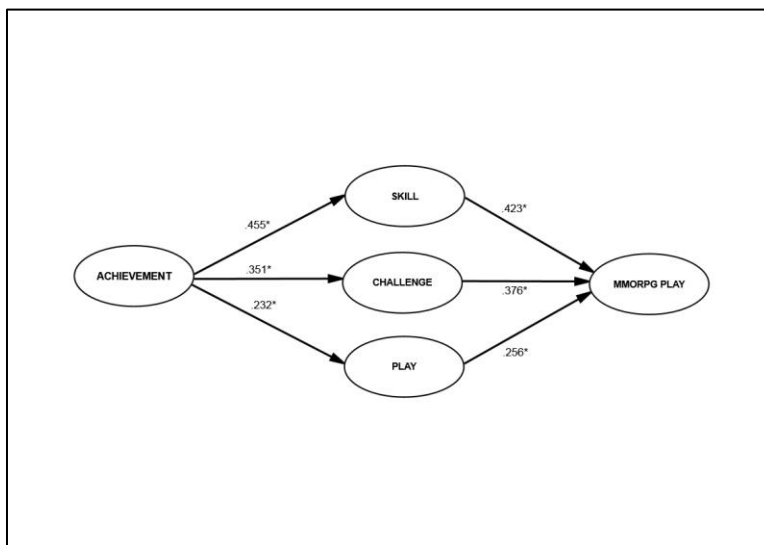 SKILL
.455*
.423*
ACHIEVEMENT
.351*
CHALLENGE
.376*
MMORPG PLAY
.232*
PLAY
.256*